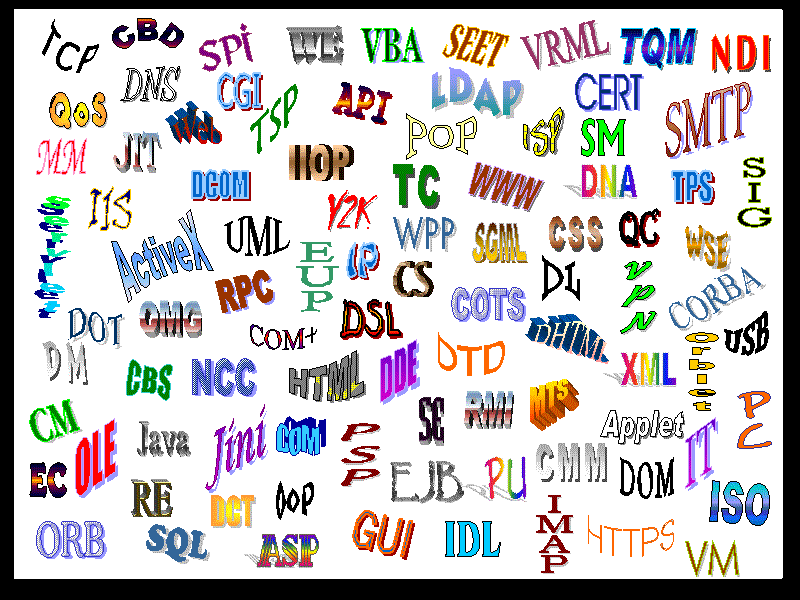 TCP CBD SPi WE VBA SEET VRML TQM NDI
QoS DNS CGI TSP API LDAP CERT SMTP
MM JIT Web IIOP POP ISP SM SIG
DCOM Y2K TC WWW DNA TPS
Services IIS ActiveX UML EUP IP WPP SGML CSS QC WSE
RPC CS DL VPN CORBA
DOT OMG COM+ DSL COTS DHTML Orbiet USB
DM CBS NCC HTML DDE DTD XML
CM OLE Java Jini COM PSP SE RMI MTS Applet IT PC
EC RE DCT OOP EJB PU CMM DOM ISO
ORB SQL ASP GUI IDL IMAP HTTPS VM